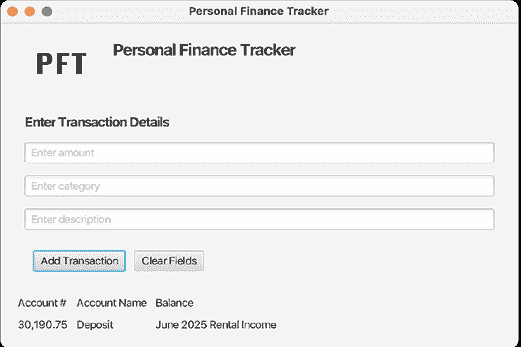 Personal Finance Tracker
PFT
Personal Finance Tracker
Enter Transaction Details
Enter amount
Enter category
Enter description
Add Transaction Clear Fields
Account # Account Name Balance
30,190.75 Deposit June 2025 Rental Income